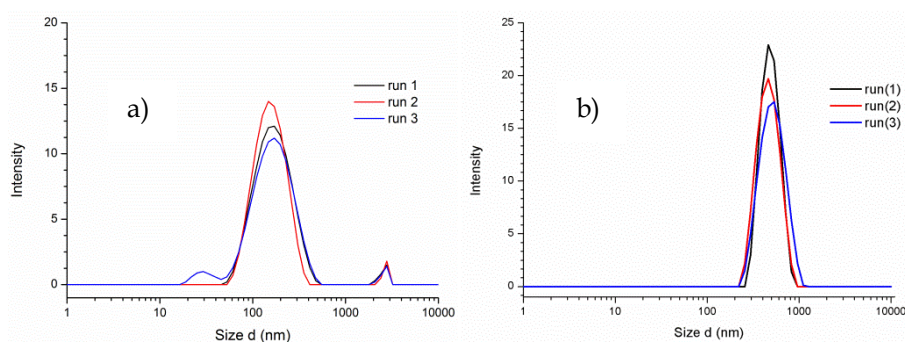 20
15
10
5
0
Intensity
a)
run 1
run 2
run 3
1 10 100 1000 10000
Size d (nm)
25
20
15
10
5
0
Intensity
b)
run(1)
run(2)
run(3)
1 10 100 1000 10000
Size d (nm)